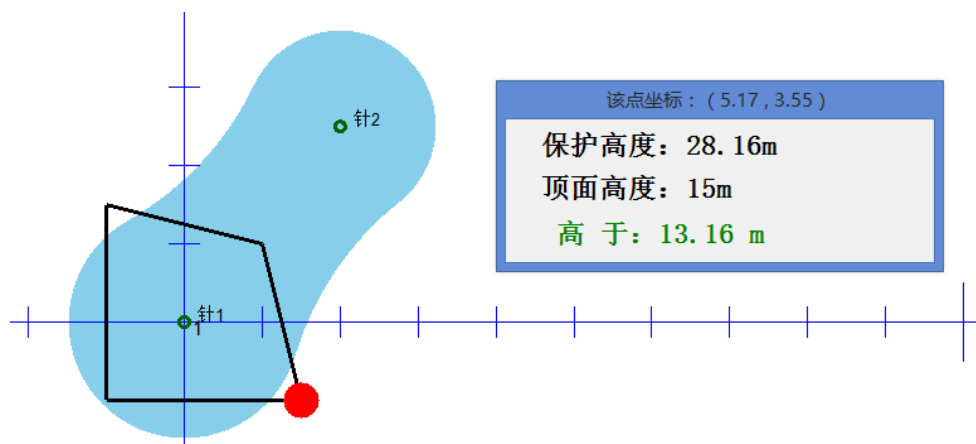 针2
针1
1
该点坐标：（5.17 , 3.55 ）
保护高度：28.16m
顶面高度：15m
高 于：13.16 m